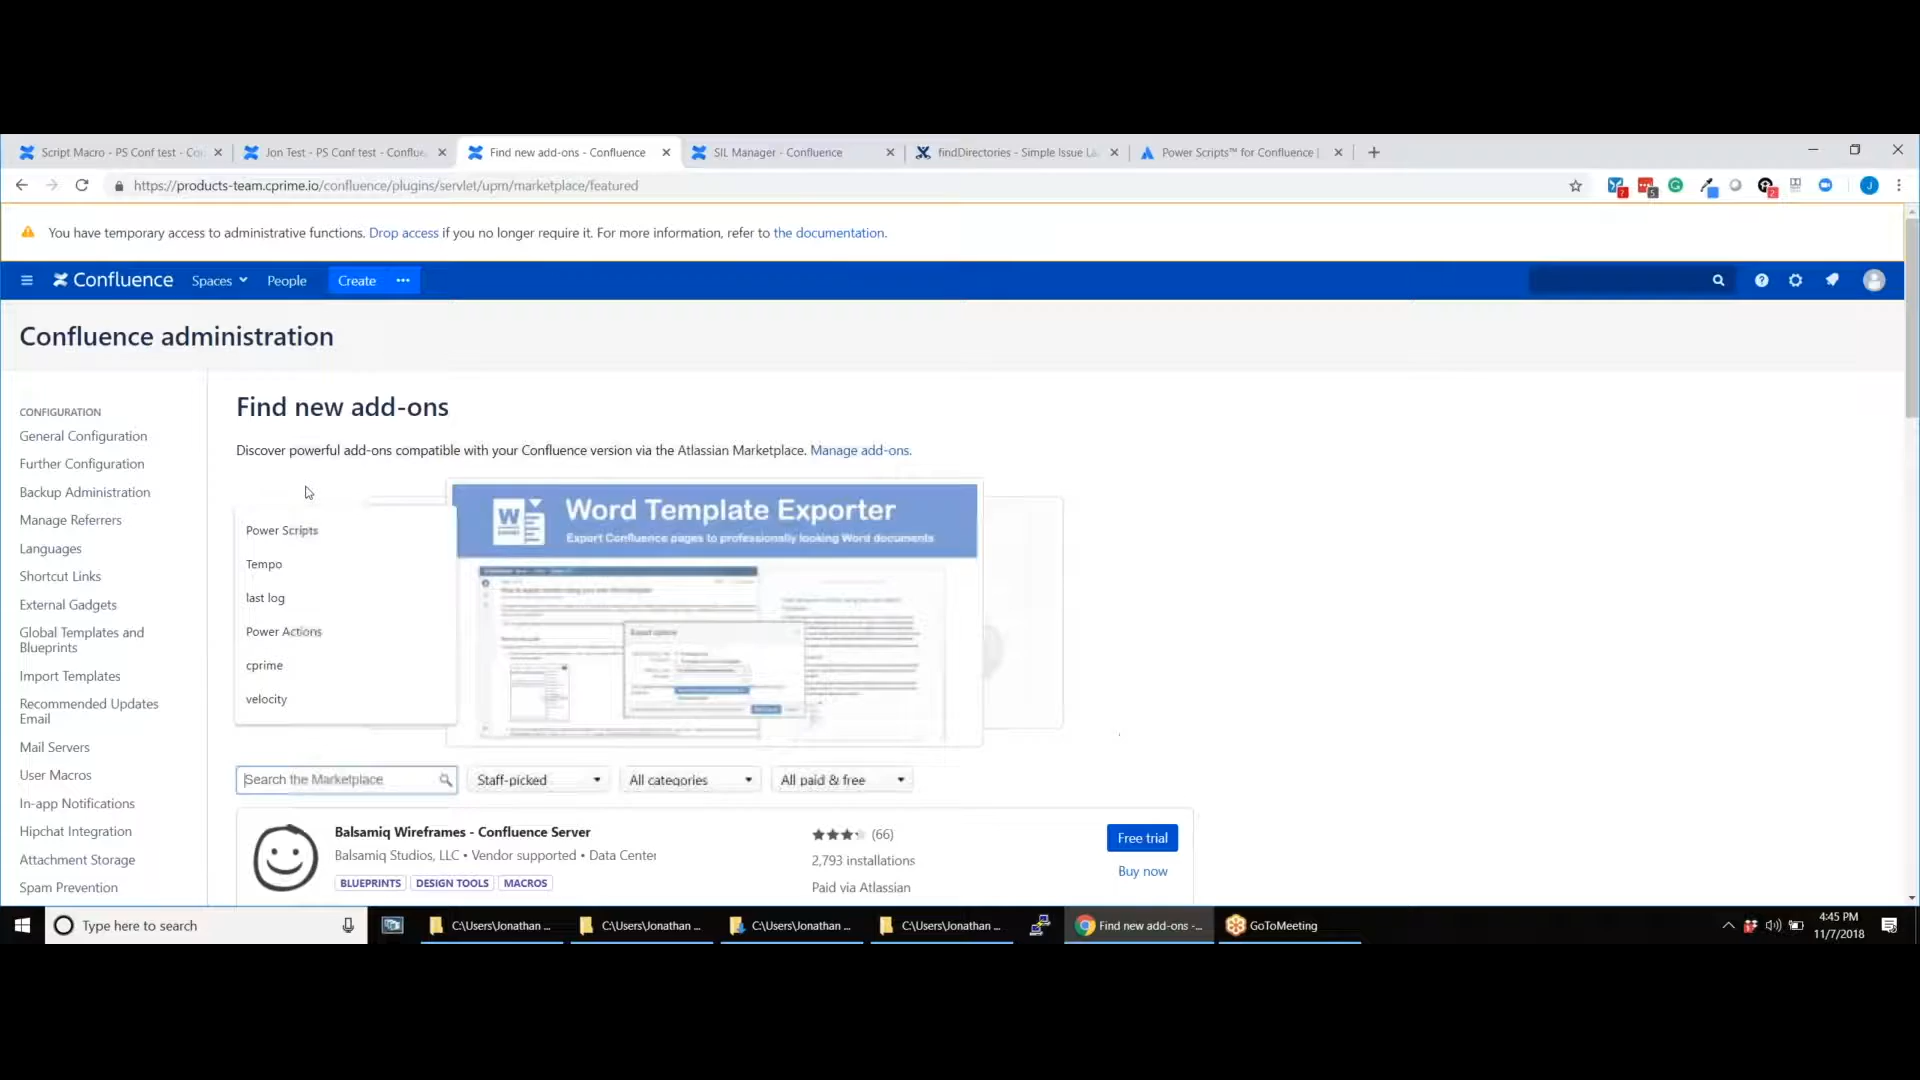 Script Macro - PS Conf test - Co
Jon Test - PS Conf test - Conflue
Find new add-ons - Confluence
SIL Manager - Confluence
findDirectories - Simple Issue La
Power Scripts™ for Confluence |
https://products-team.cprime.io/confluence/plugins/servlet/upm/marketplace/featured
You have temporary access to administrative functions. Drop access if you no longer require it. For more information, refer to the documentation.
Confluence
Spaces
People
Create
Confluence administration
CONFIGURATION
General Configuration
Further Configuration
Backup Administration
Manage Referrers
Languages
Shortcut Links
External Gadgets
Global Templates and
Blueprints
Import Templates
Recommended Updates
Email
Mail Servers
User Macros
In-app Notifications
Hipchat Integration
Attachment Storage
Spam Prevention
Find new add-ons
Discover powerful add-ons compatible with your Confluence version via the Atlassian Marketplace. Manage add-ons.
Power Scripts
Tempo
last log
Power Actions
cprime
velocity
Word Template Exporter
Export Confluence pages to professionally looking Word documents
Search the Marketplace
Staff-picked
All categories
All paid & free
Balsamiq Wireframes - Confluence Server
Balsamiq Studios, LLC • Vendor supported • Data Center
BLUEPRINTS
DESIGN TOOLS
MACROS
(66)
2,793 installations
Paid via Atlassian
Free trial
Buy now
Type here to search
C:\Users\Jonathan ...
C:\Users\Jonathan ...
C:\Users\Jonathan ...
C:\Users\Jonathan ...
Find new add-ons -...
GoToMeeting
4:45 PM
11/7/2018